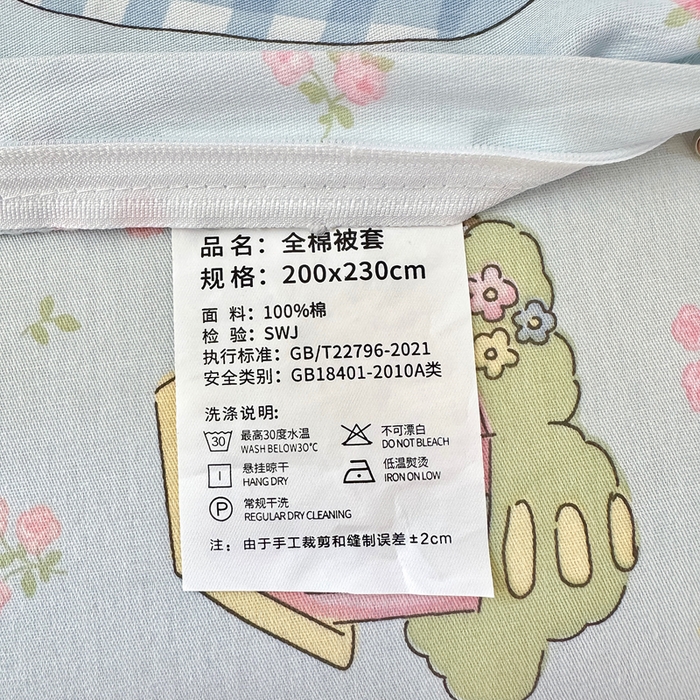 品 名：全棉被套
规 格：200x230cm
面 料：100%棉
检 验：SWJ
执行标准：GB/T22796-2021
安全类别：GB18401-2010A类
洗涤说明：
30 最高30度水温 不可漂白
WASH BELOW30℃ DO NOT BLEACH
悬挂晾干 低温熨烫
HANG DRY IRON ON LOW
P 常规干洗
REGULAR DRY CLEANING
注：由于手工裁剪和缝制误差±2cm